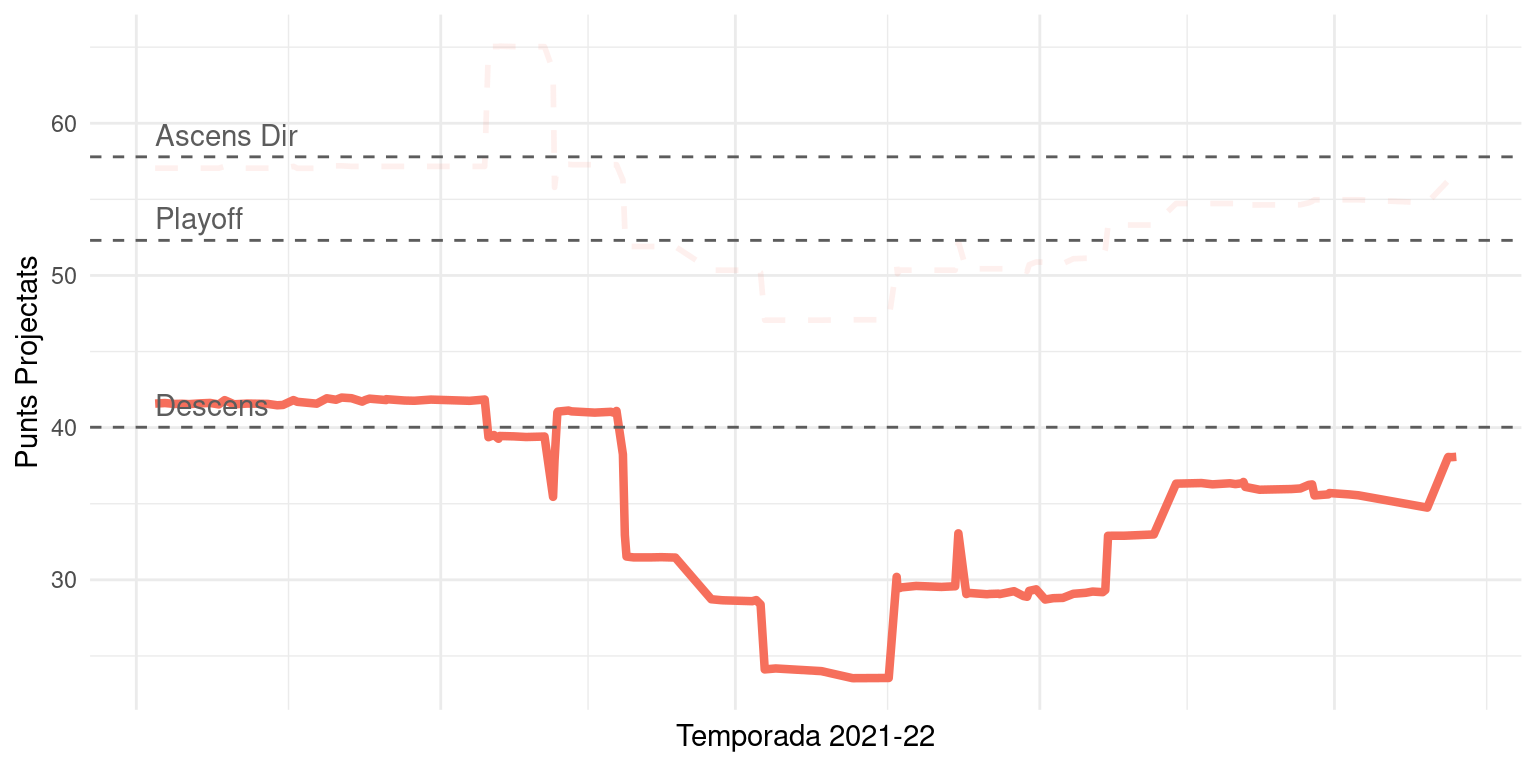 60
Ascens Dir
Playoff
50
Punts Projectats
Descens
40
30
Temporada 2021-22